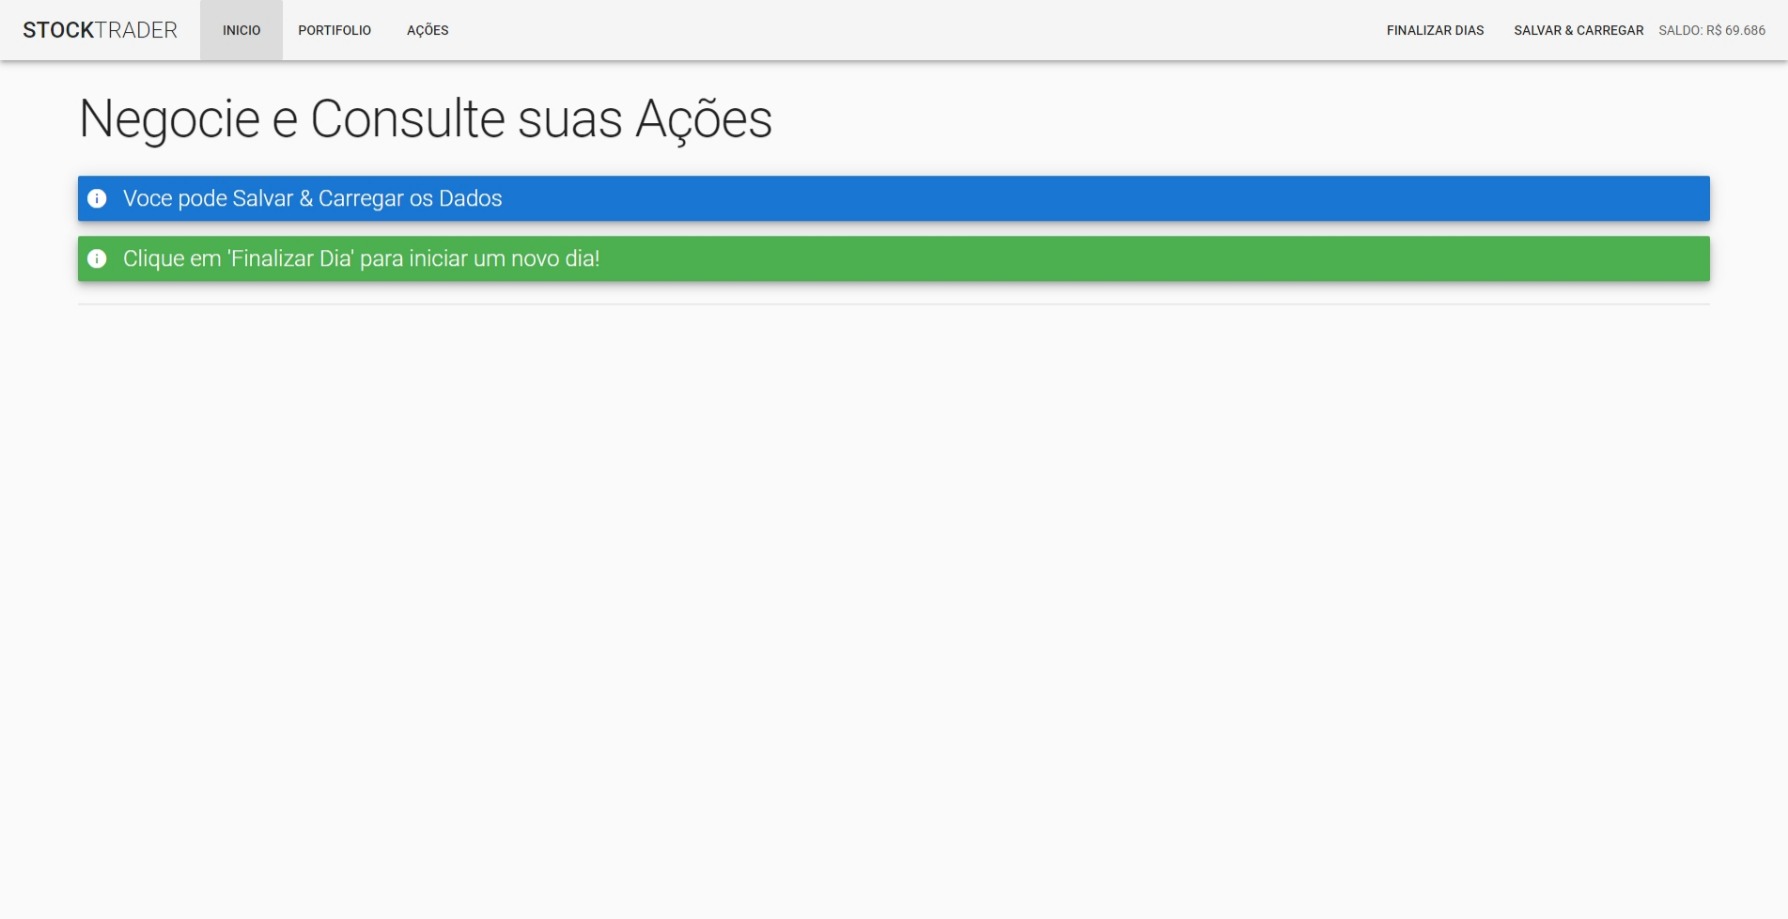 STOCKTRADER INICIO PORTIFOLIO AÇÕES FINALIZAR DIAS SALVAR & CARREGAR SALDO: R$ 69.686
Negocie e Consulte suas Ações
Voce pode Salvar & Carregar os Dados
Clique em 'Finalizar Dia' para iniciar um novo dia!